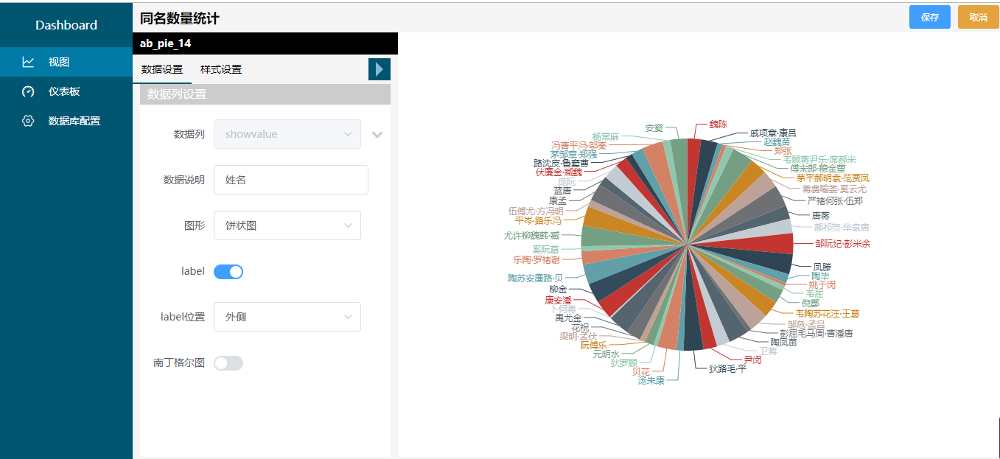 Dashboard
视图
仪表板
数据库配置
同名数量统计
保存
取消
ab_pie_14
数据设置
样式设置
数据列设置
数据列
showvalue
数据说明
姓名
图形
饼状图
label
label位置
外侧
南丁格尔图
魏陈
戚项章·康吕
赵魏苗
郑张
韦顾蒋尹乐·席郝米
傅宋郎·穆金苗
茅平郝明袁·范贾凤
蒋费喻娄·奚云尤
严褚何张·伍郑
唐蒋
郝祁贺·华袁唐
邹阮纪·彭米余
凤滕
陶毕
姚于闵
韦屈
倪酆
韦陶苏花汪·王葛
邹危·孟吕
彭屈毛马周·曹潘唐
陶凤苗
卫蒋
尹闵
狄路毛·平
汤朱康
贝花
狄罗顾
元明水
阮傅乐
梁明·孟伏
花祝
禹尤金
卜何蒋
康安潘
柳金
陶苏安廉路·贝
乐陶·罗褚谢
奚阮葛
尤许柳魏韩·臧
平岑·路乐冯
伍傅尤·方冯明
康孟
蓝唐
庞阮
伏廉金·臧魏
路沈皮·鲁窦曹
茅邹章·郑强
冯曹平冯·邬秦
杨常麻
安窦